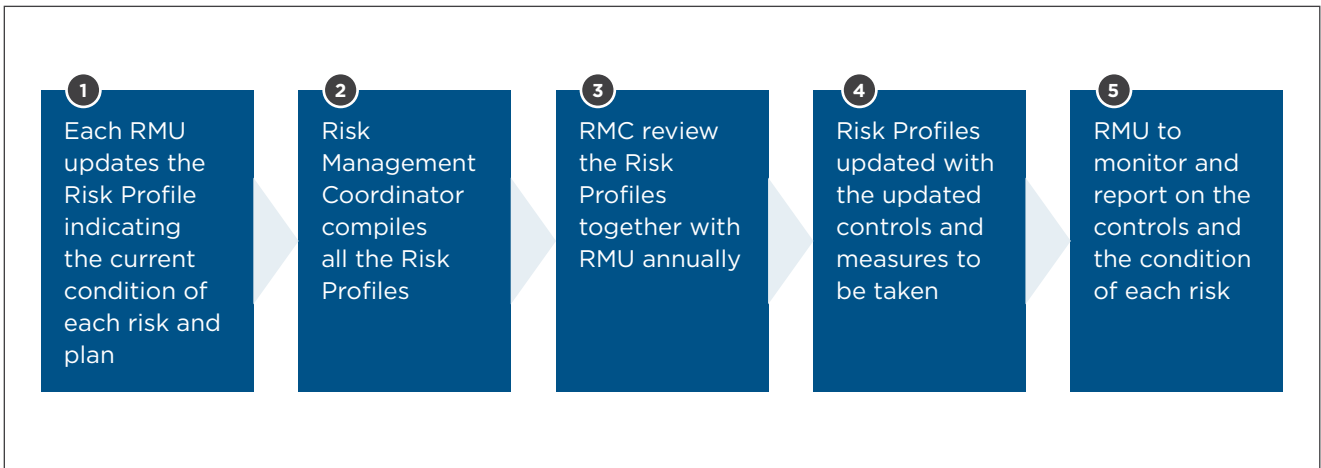 1
Each RMU
updates the
Risk Profile
indicating
the current
condition of
each risk and
plan
2
Risk
Management
Coordinator
compiles
all the Risk
Profiles
3
RMC review
the Risk
Profiles
together with
RMU annually
4
Risk Profiles
updated with
the updated
controls and
measures to
be taken
5
RMU to
monitor and
report on the
controls and
the condition
of each risk